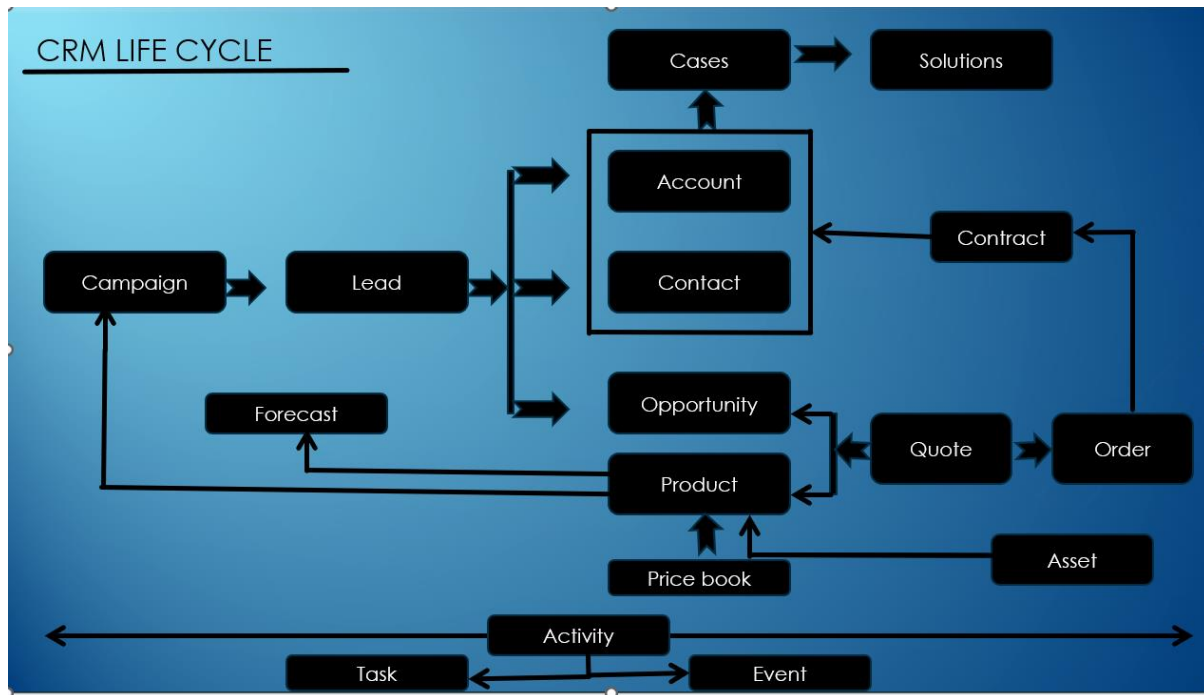 CRM LIFE CYCLE
Cases
Solutions
Account
Contract
Campaign
Lead
Contact
Forecast
Opportunity
Quote
Order
Product
Asset
Price book
Activity
Task
Event